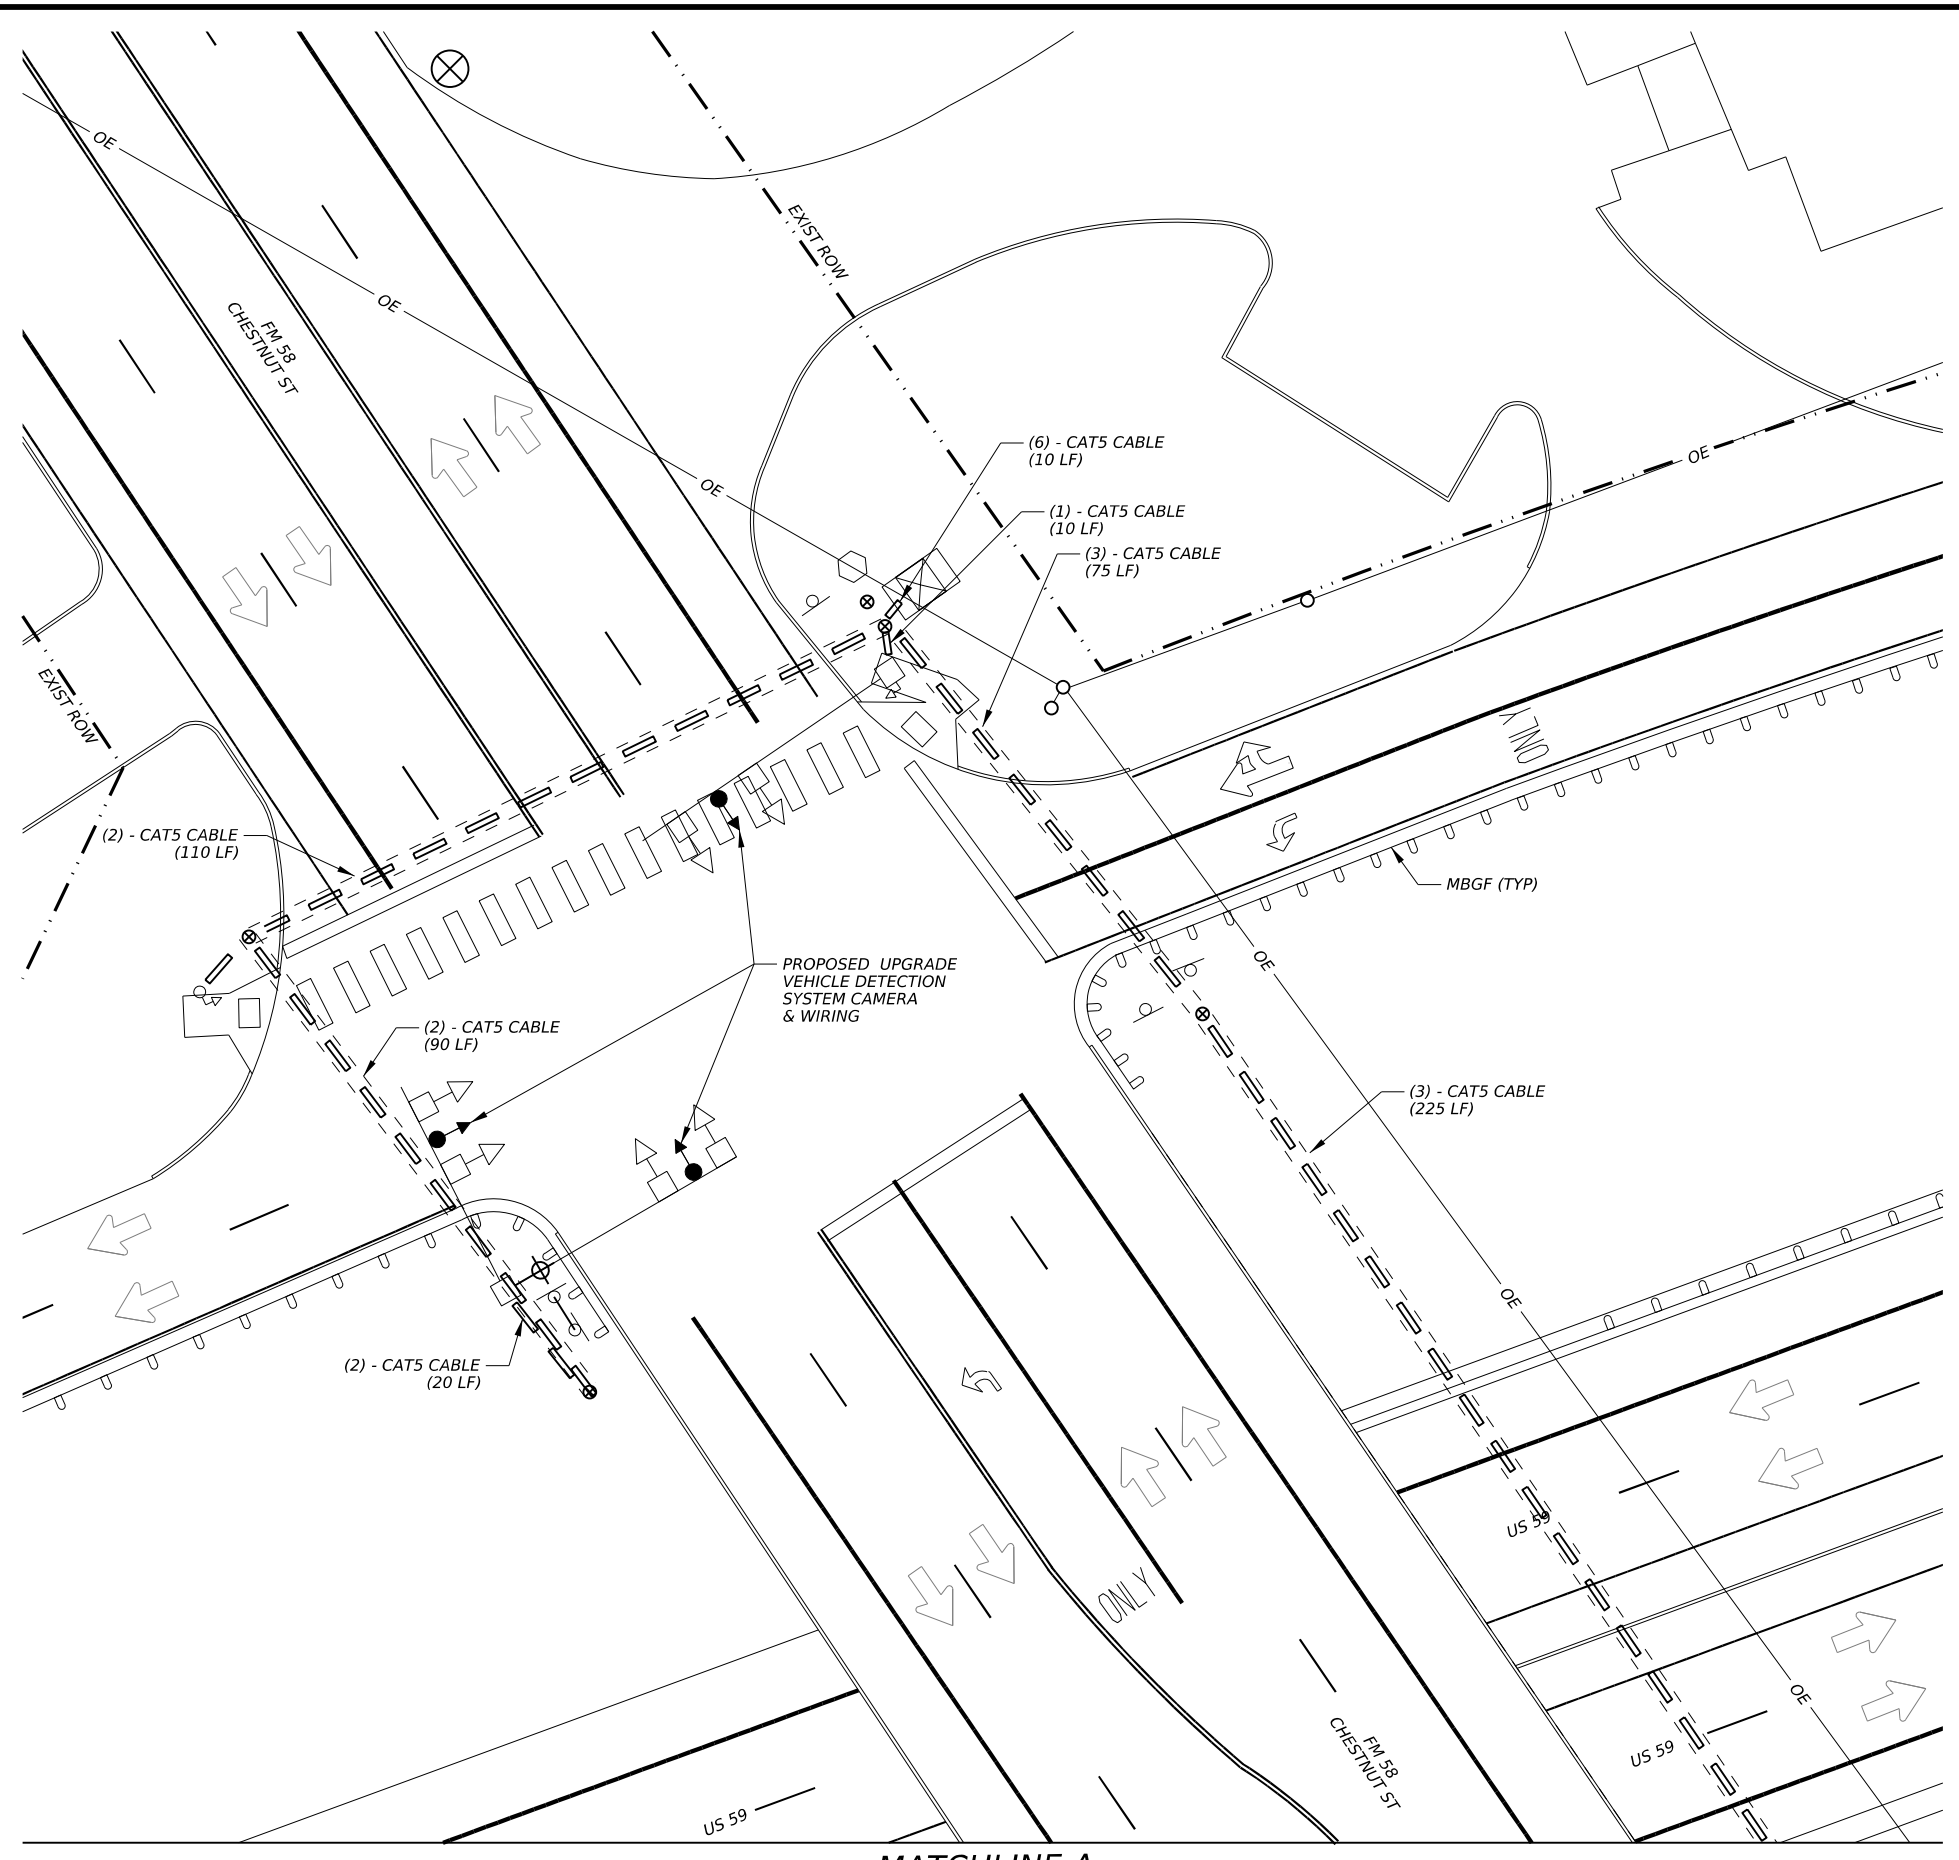 OE
EXIST ROW
OE
FM 58
CHESTNUT ST
(6) - CAT5 CABLE
(10 LF)
OE
OE
(1) - CAT5 CABLE
(10 LF)
(3) - CAT5 CABLE
(75 LF)
EXIST ROW
ONLY
(2) - CAT5 CABLE
(110 LF)
MBGF (TYP)
PROPOSED UPGRADE
VEHICLE DETECTION
SYSTEM CAMERA
& WIRING
OE
(2) - CAT5 CABLE
(90 LF)
(3) - CAT5 CABLE
(225 LF)
OE
(2) - CAT5 CABLE
(20 LF)
US 59
ONLY
OE
FM 58
CHESTNUT ST
US 59
US 59
MATCHLINE A